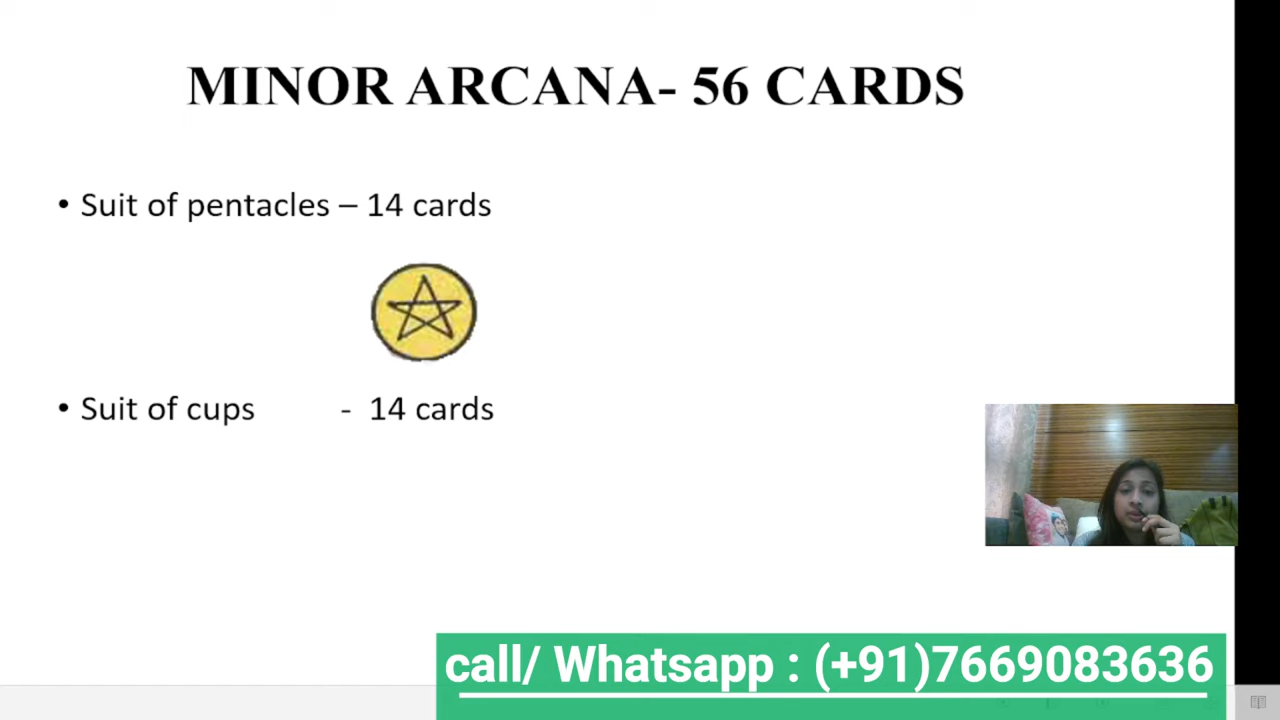 MINOR ARCANA- 56 CARDS
• Suit of pentacles – 14 cards
• Suit of cups - 14 cards
call/ Whatsapp : (+91)7669083636